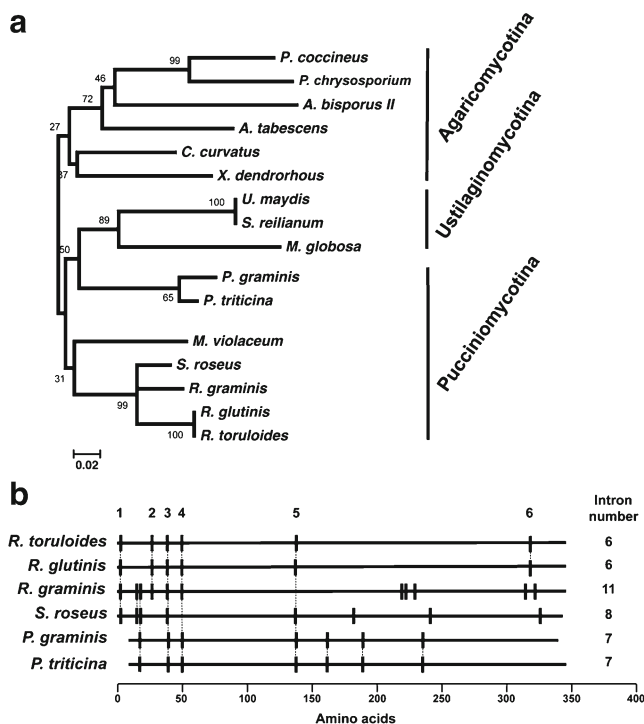 a
P. coccineus
P. chrysosporium
A. bisporus II
A. tabescens
C. curvatus
X. dendrorhous
U. maydis
S. reilianum
M. globosa
P. graminis
P. triticina
M. violaceum
S. roseus
R. graminis
R. glutinis
R. toruloides
99
46
72
27
37
100
89
50
65
31
99
100
0.02
Agaricomycotina
Ustilaginomycotina
Pucciniomycotina
b
1 2 3 4 5 6
Intron
number
R. toruloides 6
R. glutinis 6
R. graminis 11
S. roseus 8
P. graminis 7
P. triticina 7
0 50 100 150 200 250 300 350 400
Amino acids